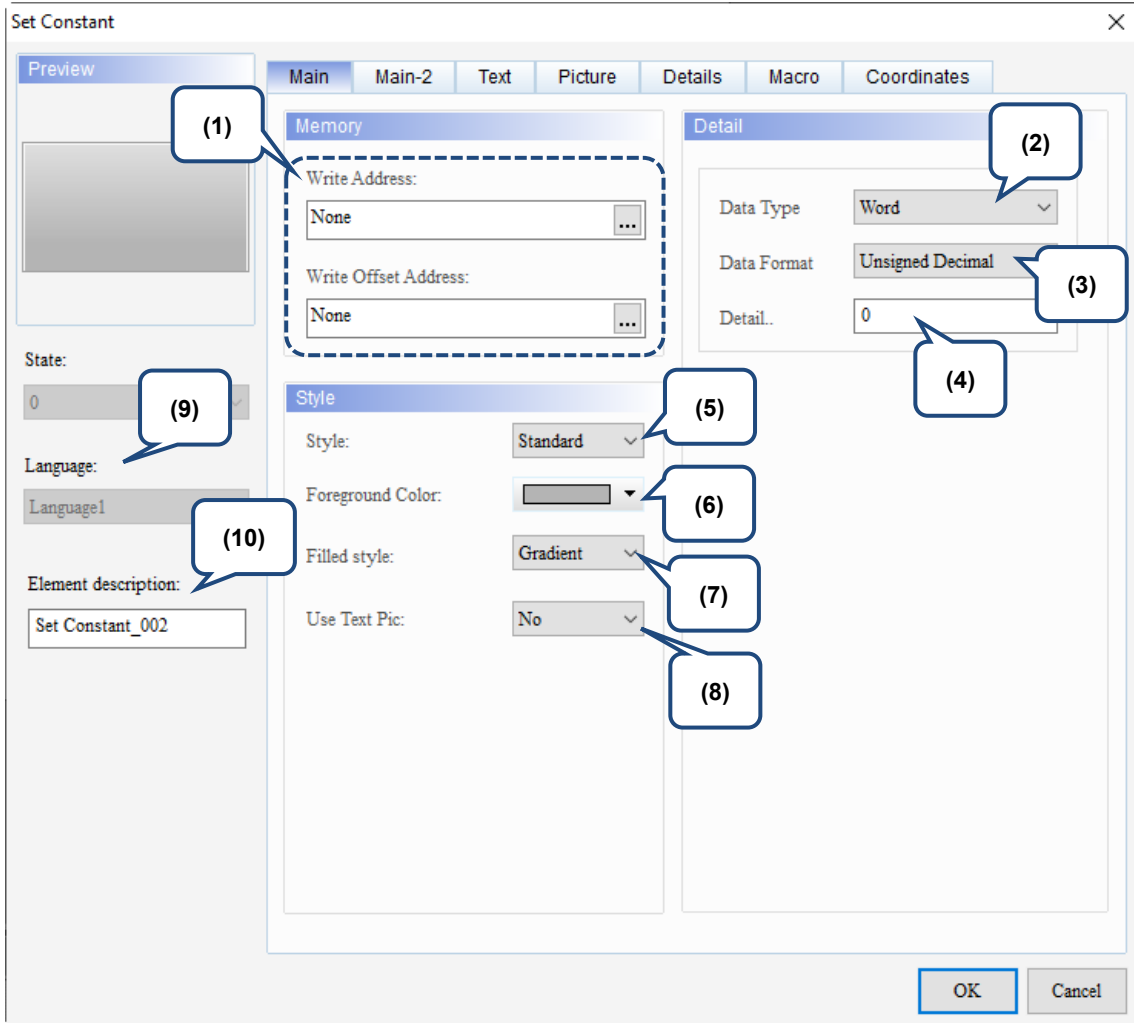 Set Constant
Preview
Main Main-2 Text Picture Details Macro Coordinates
(1)
Memory
Write Address:
None
...
Write Offset Address:
None
...
Detail
(2)
Data Type Word
Data Format Unsigned Decimal
(3)
Detail.. 0
(4)
State:
0
(9)
Language:
Language1
(10)
Element description:
Set Constant_002
Style
Style: Standard
(5)
Foreground Color:
(6)
Filled style: Gradient
(7)
Use Text Pic: No
(8)
OK Cancel